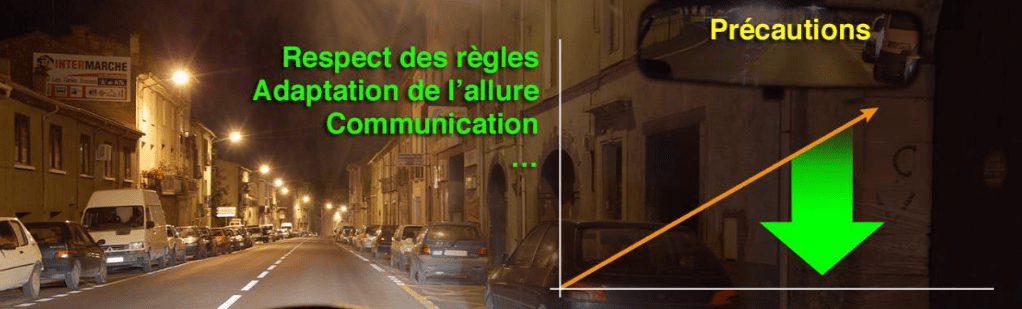 INTERMARCHE
Respect des règles
Adaptation de l'allure
Communication
...
Précautions